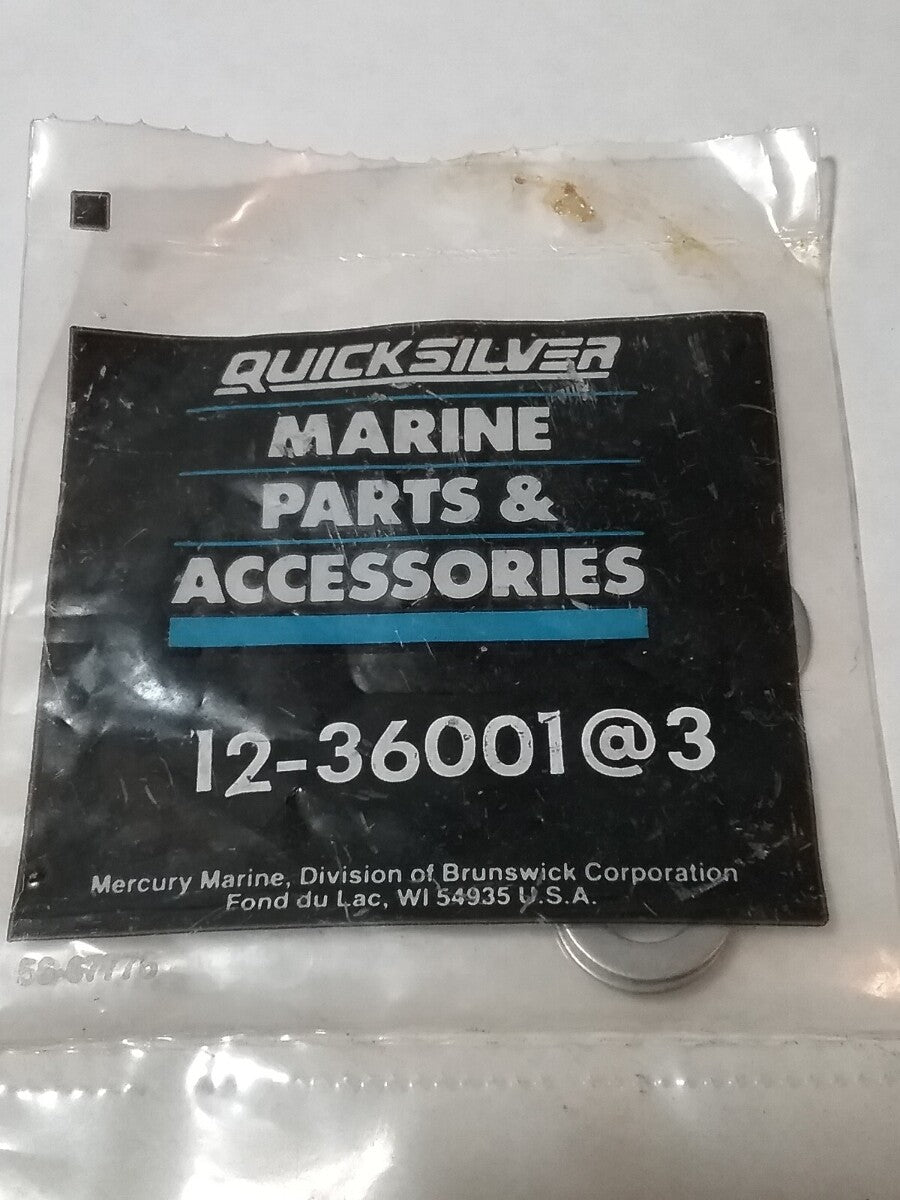 QUICKSILVER
MARINE
PARTS &
ACCESSORIES
12-36001@3
Mercury Marine, Division of Brunswick Corporation
Fond du Lac, WI 54935 U.S.A.